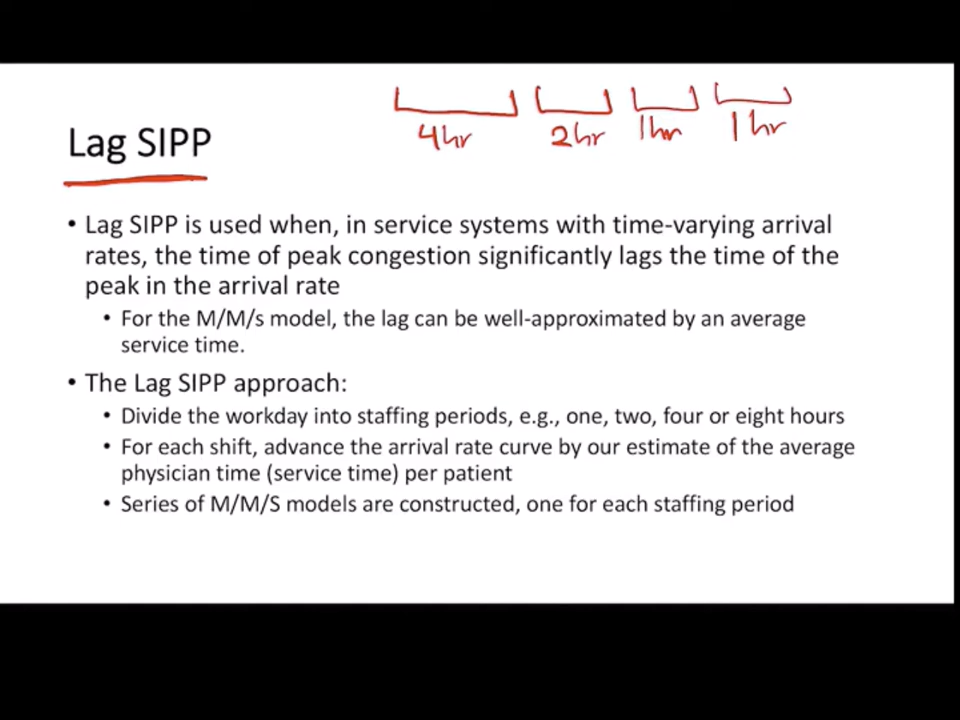 4hr 2hr 1hr 1hr
Lag SIPP
• Lag SIPP is used when, in service systems with time-varying arrival
rates, the time of peak congestion significantly lags the time of the
peak in the arrival rate
• For the M/M/s model, the lag can be well-approximated by an average
service time.
• The Lag SIPP approach:
• Divide the workday into staffing periods, e.g., one, two, four or eight hours
• For each shift, advance the arrival rate curve by our estimate of the average
physician time (service time) per patient
• Series of M/M/S models are constructed, one for each staffing period